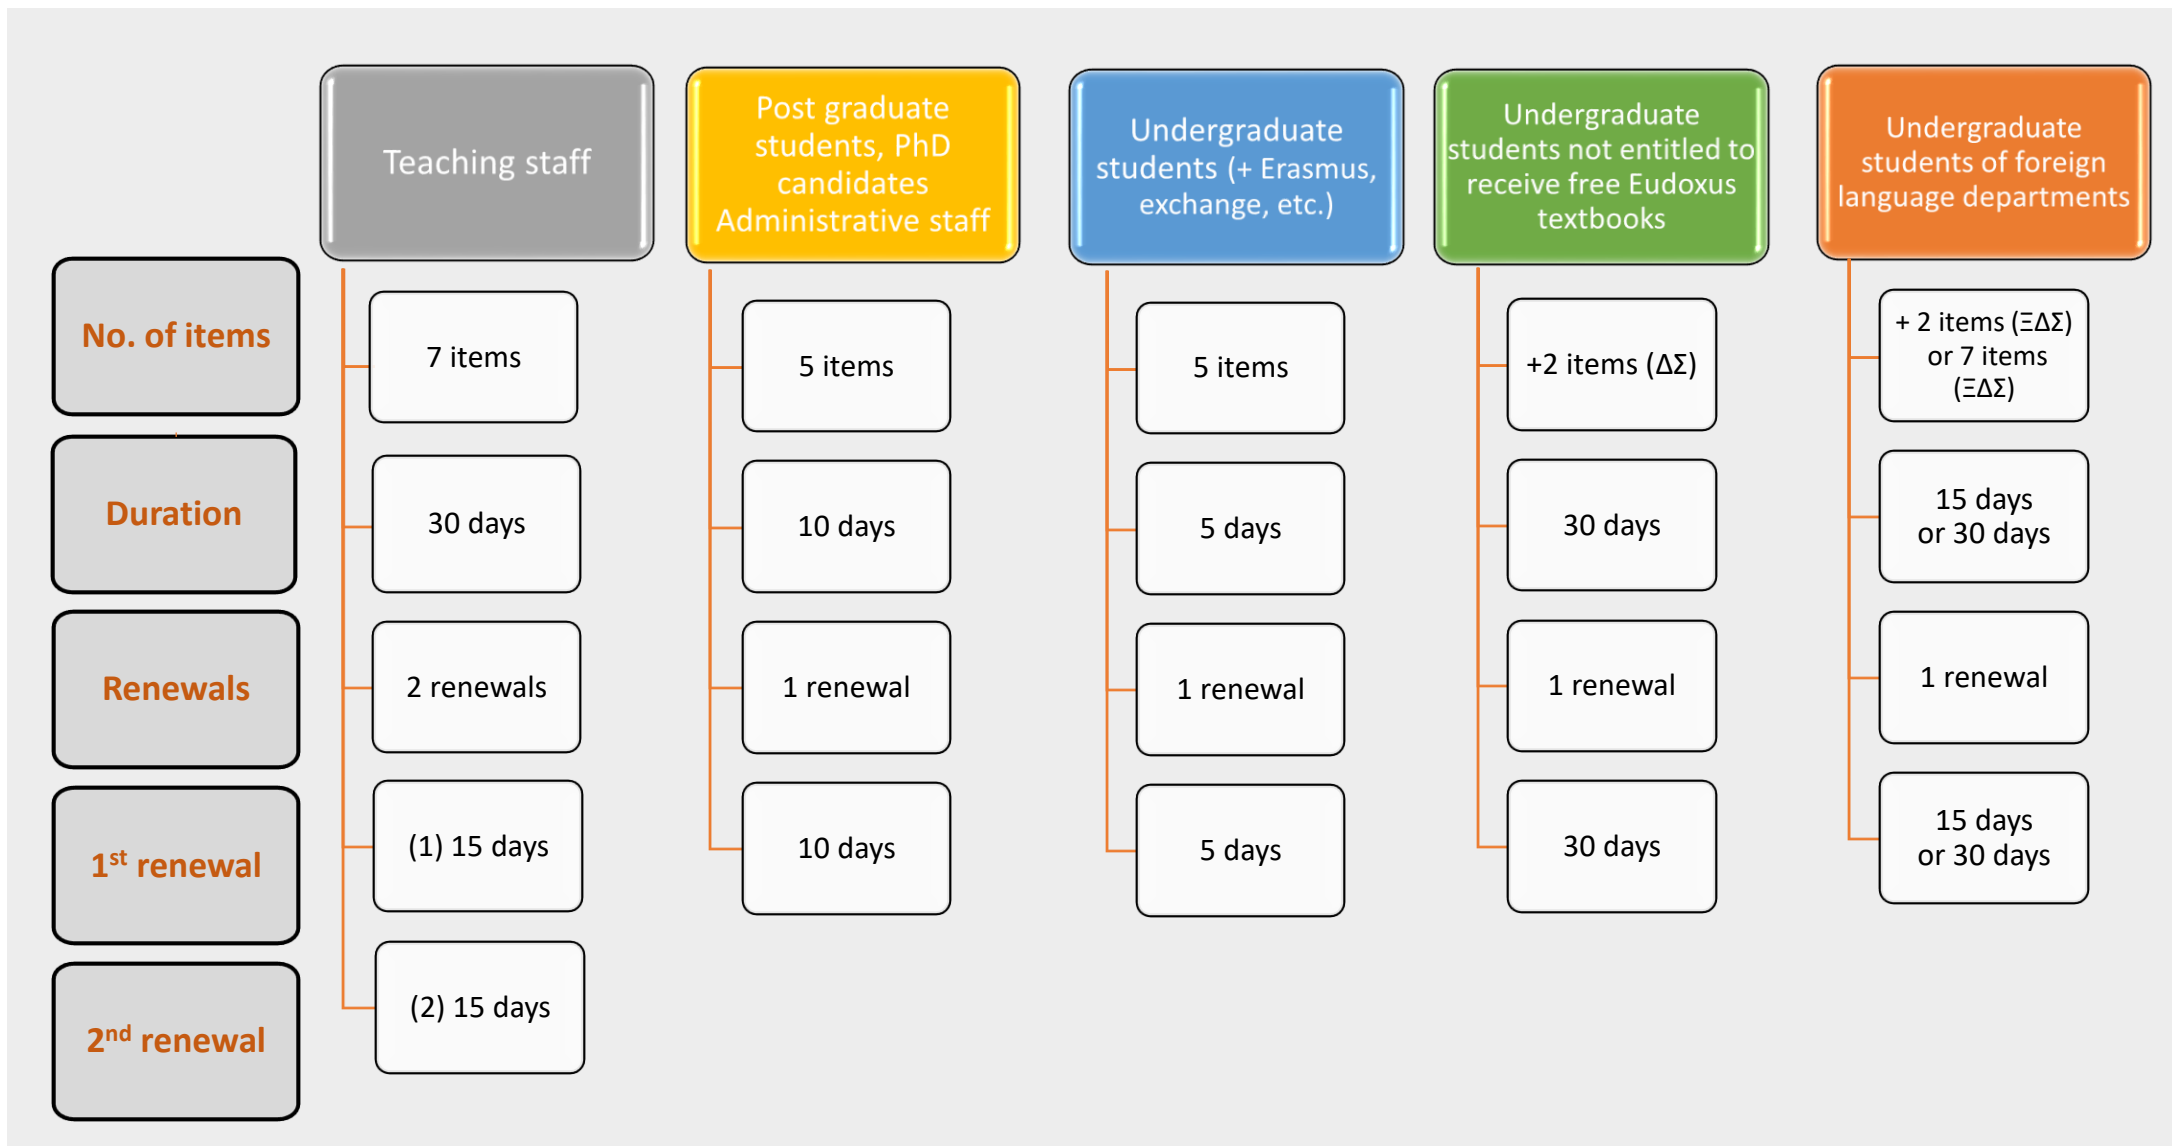 Teaching staff
Post graduate
students, PhD
candidates
Administrative staff
Undergraduate
students (+ Erasmus,
exchange, etc.)
Undergraduate
students not entitled to
receive free Eudoxus
textbooks
Undergraduate
students of foreign
language departments
No. of items
7 items
5 items
5 items
+2 items (ΔΣ)
+ 2 items (ΞΔΣ)
or 7 items
(ΞΔΣ)
Duration
30 days
10 days
5 days
30 days
15 days
or 30 days
Renewals
2 renewals
1 renewal
1 renewal
1 renewal
1 renewal
1st renewal
(1) 15 days
10 days
5 days
30 days
15 days
or 30 days
2nd renewal
(2) 15 days